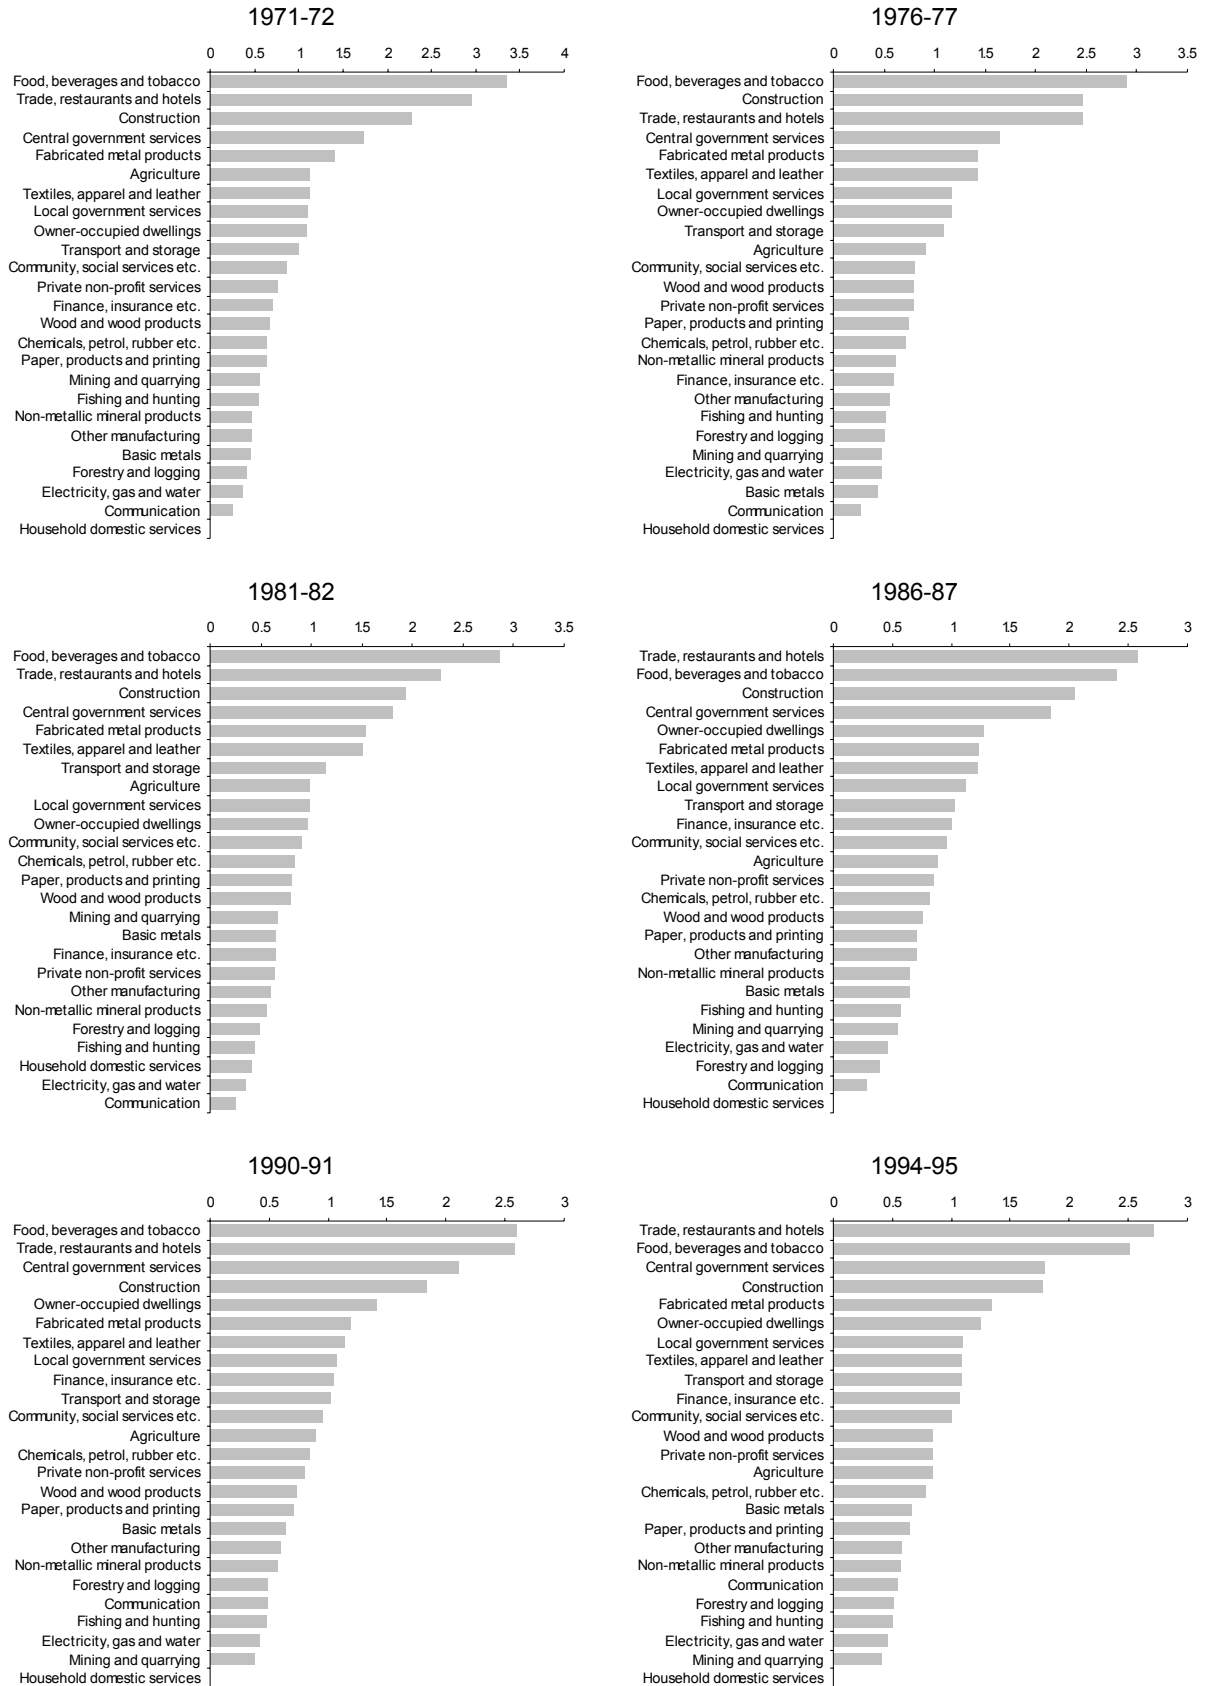 1971-72
0 0.5 1 1.5 2 2.5 3 3.5 4
Food, beverages and tobacco
Trade, restaurants and hotels
Construction
Central government services
Fabricated metal products
Agriculture
Textiles, apparel and leather
Local government services
Owner-occupied dwellings
Transport and storage
Community, social services etc.
Private non-profit services
Finance, insurance etc.
Wood and wood products
Chemicals, petrol, rubber etc.
Paper, products and printing
Mining and quarrying
Fishing and hunting
Non-metallic mineral products
Other manufacturing
Basic metals
Forestry and logging
Electricity, gas and water
Communication
Household domestic services
1976-77
0 0.5 1 1.5 2 2.5 3 3.5
Food, beverages and tobacco
Construction
Trade, restaurants and hotels
Central government services
Fabricated metal products
Textiles, apparel and leather
Local government services
Owner-occupied dwellings
Transport and storage
Agriculture
Community, social services etc.
Wood and wood products
Private non-profit services
Paper, products and printing
Chemicals, petrol, rubber etc.
Non-metallic mineral products
Finance, insurance etc.
Other manufacturing
Fishing and hunting
Forestry and logging
Mining and quarrying
Electricity, gas and water
Basic metals
Communication
Household domestic services
1981-82
0 0.5 1 1.5 2 2.5 3 3.5
Food, beverages and tobacco
Trade, restaurants and hotels
Construction
Central government services
Fabricated metal products
Textiles, apparel and leather
Transport and storage
Agriculture
Local government services
Owner-occupied dwellings
Community, social services etc.
Chemicals, petrol, rubber etc.
Paper, products and printing
Wood and wood products
Mining and quarrying
Basic metals
Finance, insurance etc.
Private non-profit services
Other manufacturing
Non-metallic mineral products
Forestry and logging
Fishing and hunting
Household domestic services
Electricity, gas and water
Communication
1986-87
0 0.5 1 1.5 2 2.5 3
Trade, restaurants and hotels
Food, beverages and tobacco
Construction
Central government services
Owner-occupied dwellings
Fabricated metal products
Textiles, apparel and leather
Local government services
Transport and storage
Finance, insurance etc.
Community, social services etc.
Agriculture
Private non-profit services
Chemicals, petrol, rubber etc.
Wood and wood products
Paper, products and printing
Other manufacturing
Non-metallic mineral products
Basic metals
Fishing and hunting
Mining and quarrying
Electricity, gas and water
Forestry and logging
Communication
Household domestic services
1990-91
0 0.5 1 1.5 2 2.5 3
Food, beverages and tobacco
Trade, restaurants and hotels
Central government services
Construction
Owner-occupied dwellings
Fabricated metal products
Textiles, apparel and leather
Local government services
Finance, insurance etc.
Transport and storage
Community, social services etc.
Agriculture
Chemicals, petrol, rubber etc.
Private non-profit services
Wood and wood products
Paper, products and printing
Basic metals
Other manufacturing
Non-metallic mineral products
Forestry and logging
Communication
Fishing and hunting
Electricity, gas and water
Mining and quarrying
Household domestic services
1994-95
0 0.5 1 1.5 2 2.5 3
Trade, restaurants and hotels
Food, beverages and tobacco
Central government services
Construction
Fabricated metal products
Owner-occupied dwellings
Local government services
Textiles, apparel and leather
Transport and storage
Finance, insurance etc.
Community, social services etc.
Wood and wood products
Private non-profit services
Agriculture
Chemicals, petrol, rubber etc.
Basic metals
Paper, products and printing
Other manufacturing
Non-metallic mineral products
Communication
Forestry and logging
Fishing and hunting
Electricity, gas and water
Mining and quarrying
Household domestic services